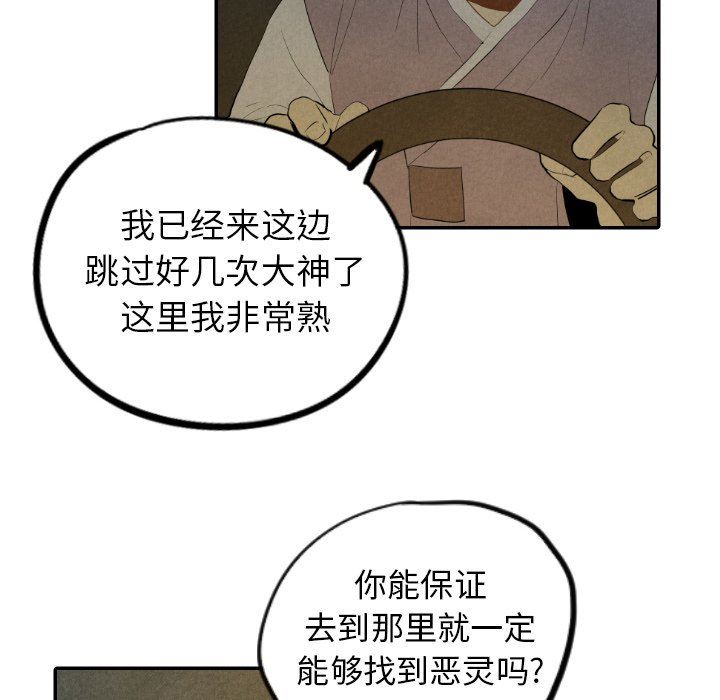 我已经来这边
跳过好几次大神了
这里我非常熟
你能保证
去到那里就一定
能够找到恶灵吗?